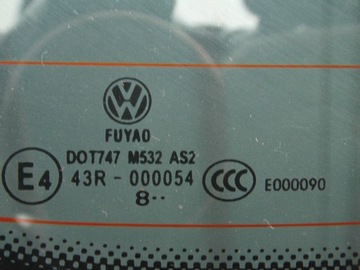 FUYAO
DOT747 M532 AS2
E4 43R - 000054 CCC E000090
8··